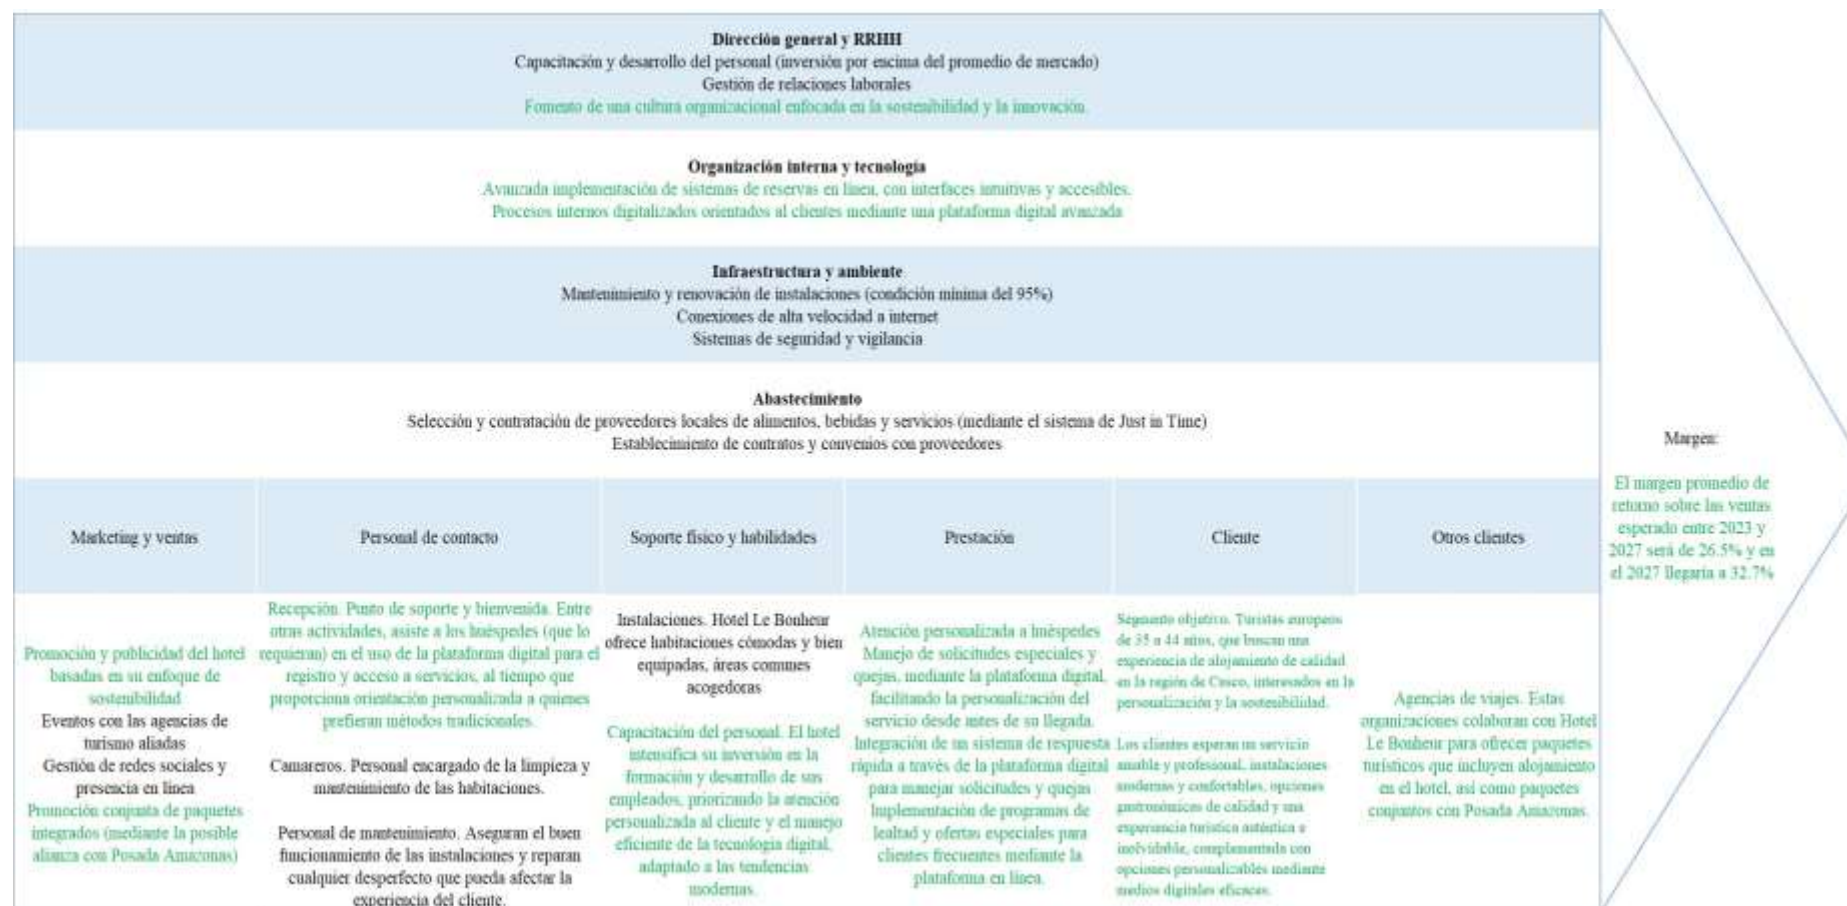 Dirección general y RRHH
Capacitación y desarrollo del personal (inversión por encima del promedio de mercado)
Gestión de relaciones laborales
Fomento de una cultura organizacional enfocada en la sostenibilidad y la innovación.
Organización interna y tecnología
Avanzada implementación de sistemas de reservas en línea, con interfaces intuitivas y accesibles.
Procesos internos digitalizados orientados al clientes mediante una plataforma digital avanzada
Infraestructura y ambiente
Mantenimiento y renovación de instalaciones (condición mínima del 95%)
Conexiones de alta velocidad a internet
Sistemas de seguridad y vigilancia
Abastecimiento
Selección y contratación de proveedores locales de alimentos, bebidas y servicios (mediante el sistema de Just in Time)
Establecimiento de contratos y convenios con proveedores
Margen:
El margen promedio de
retorno sobre las ventas
esperado entre 2023 y
2027 será de 26.5% y en
el 2027 llegaría a 32.7%
Marketing y ventas
Personal de contacto
Soporte físico y habilidades
Prestación
Cliente
Otros clientes
Promoción y publicidad del hotel
basadas en su enfoque de
sostenibilidad
Eventos con las agencias de
turismo aliadas
Gestión de redes sociales y
presencia en línea
Promoción conjunta de paquetes
integrados (mediante la posible
alianza con Posada Amazonas)
Recepción. Punto de soporte y bienvenida. Entre
otras actividades, asiste a los huéspedes (que lo
requieran) en el uso de la plataforma digital para el
registro y acceso a servicios, al tiempo que
proporciona orientación personalizada a quienes
prefieran métodos tradicionales.
Camareros. Personal encargado de la limpieza y
mantenimiento de las habitaciones.
Personal de mantenimiento. Aseguran el buen
funcionamiento de las instalaciones y reparan
cualquier desperfecto que pueda afectar la
experiencia del cliente.
Instalaciones. Hotel Le Bonheur
ofrece habitaciones cómodas y bien
equipadas, áreas comunes
acogedoras
Capacitación del personal. El hotel
intensifica su inversión en la
formación y desarrollo de sus
empleados, priorizando la atención
personalizada al cliente y el manejo
eficiente de la tecnología digital,
adaptado a las tendencias
modernas.
Atención personalizada a huéspedes
Manejo de solicitudes especiales y
quejas, mediante la plataforma digital,
facilitando la personalización del
servicio desde antes de su llegada.
Integración de un sistema de respuesta
rápida a través de la plataforma digital
para manejar solicitudes y quejas
Implementación de programas de
lealtad y ofertas especiales para
clientes frecuentes mediante la
plataforma en línea.
Segmento objetivo. Turistas europeos
de 35 a 44 años, que buscan una
experiencia de alojamiento de calidad
en la región de Cusco, interesados en la
personalización y la sostenibilidad.
Los clientes esperan un servicio
amable y profesional, instalaciones
modernas y confortables, opciones
gastronómicas de calidad y una
experiencia turística auténtica e
inolvidable, complementada con
opciones personalizables mediante
medios digitales eficaces.
Agencias de viajes. Estas
organizaciones colaboran con Hotel
Le Bonheur para ofrecer paquetes
turísticos que incluyen alojamiento
en el hotel, así como paquetes
conjuntos con Posada Amazonas.